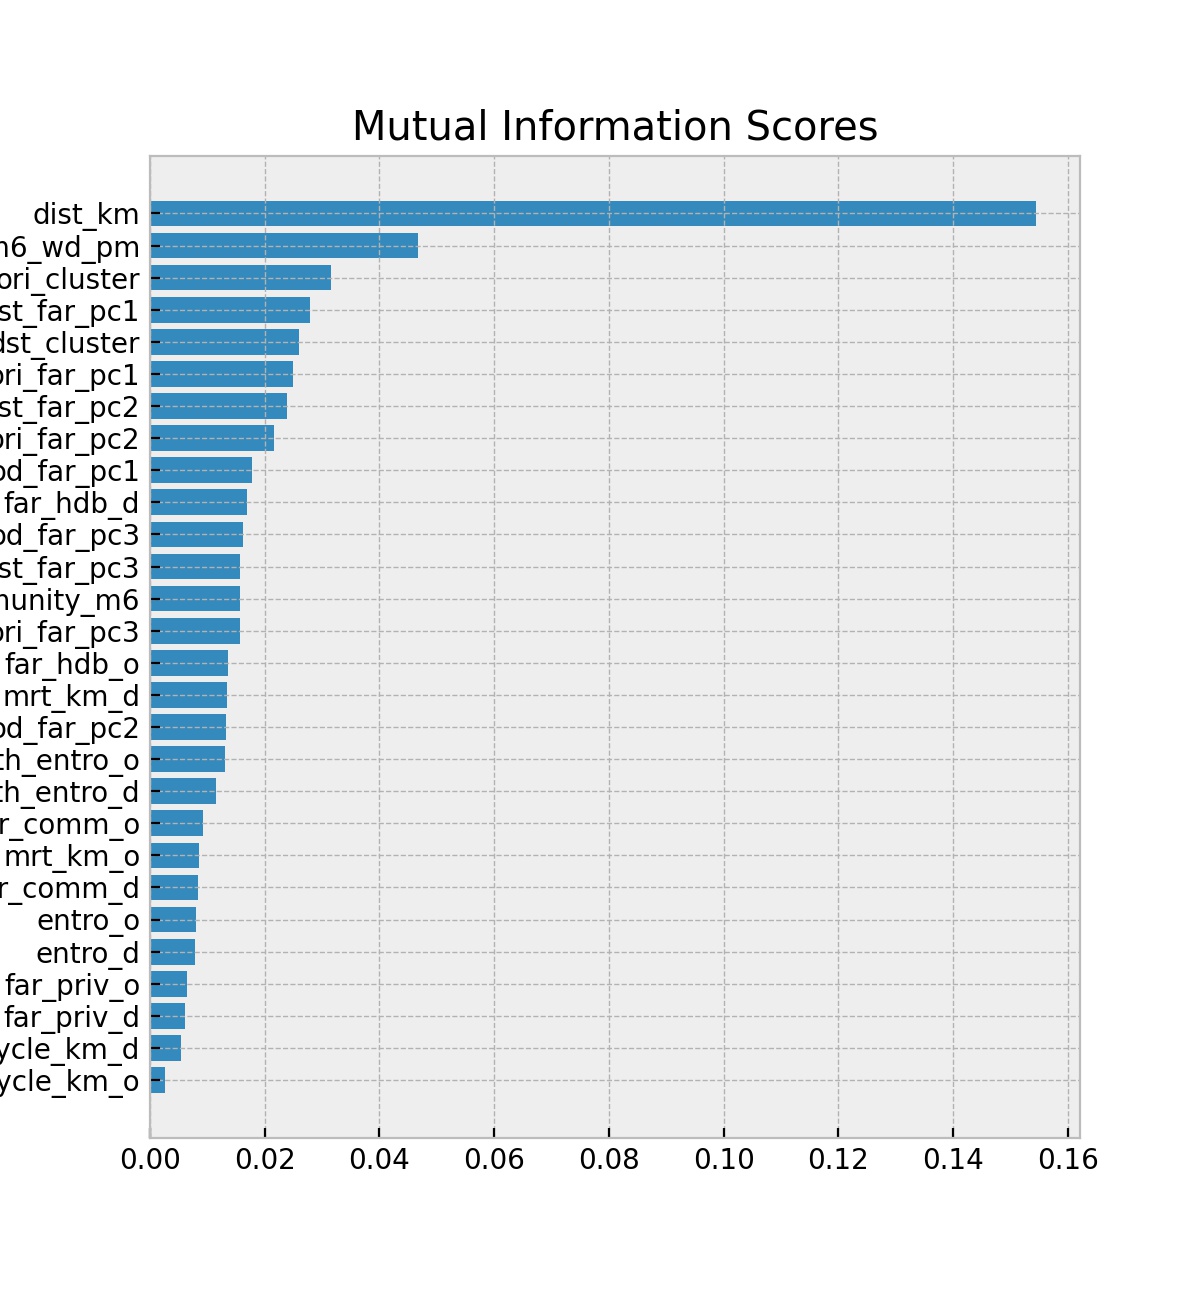 Mutual Information Scores
dist_km
n6_wd_pm
ori_cluster
st_far_pc1
dst_cluster
ori_far_pc1
st_far_pc2
ori_far_pc2
od_far_pc1
far_hdb_d
od_far_pc3
st_far_pc3
nunity_m6
ori_far_pc3
far_hdb_o
mrt_km_d
od_far_pc2
th_entro_o
th_entro_d
r_comm_o
mrt_km_o
r_comm_d
entro_o
entro_d
far_priv_o
far_priv_d
ycle_km_d
ycle_km_o
0.00 0.02 0.04 0.06 0.08 0.10 0.12 0.14 0.16